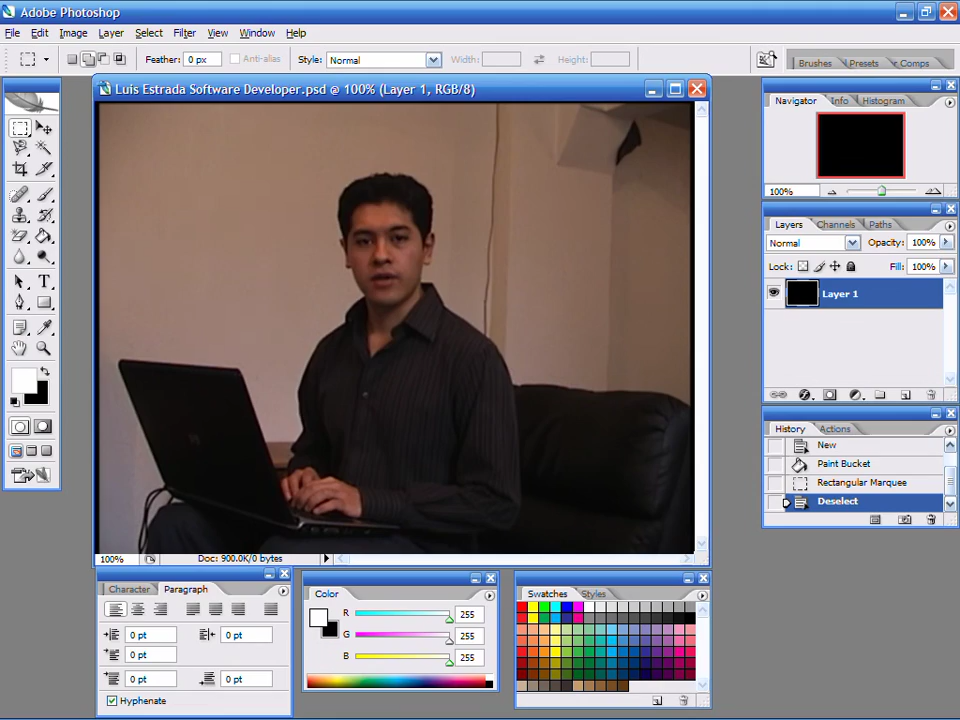 Adobe Photoshop
File Edit Image Layer Select Filter View Window Help
Feather: 0 px Anti-alias Style: Normal Width: Height: Brushes Presets r Comps
Luis Estrada Software Developer.psd @ 100% (Layer 1, RGB/8)
Navigator Info Histogram
100%
Layers Channels Paths
Normal Opacity: 100%
Lock: Fill: 100%
Layer 1
History Actions
New
Paint Bucket
Rectangular Marquee
Deselect
100% Doc: 900.0K/0 bytes
Character Paragraph
0 pt 0 pt
0 pt
0 pt 0 pt
Hyphenate
Color
R 255
G 255
B 255
Swatches Styles